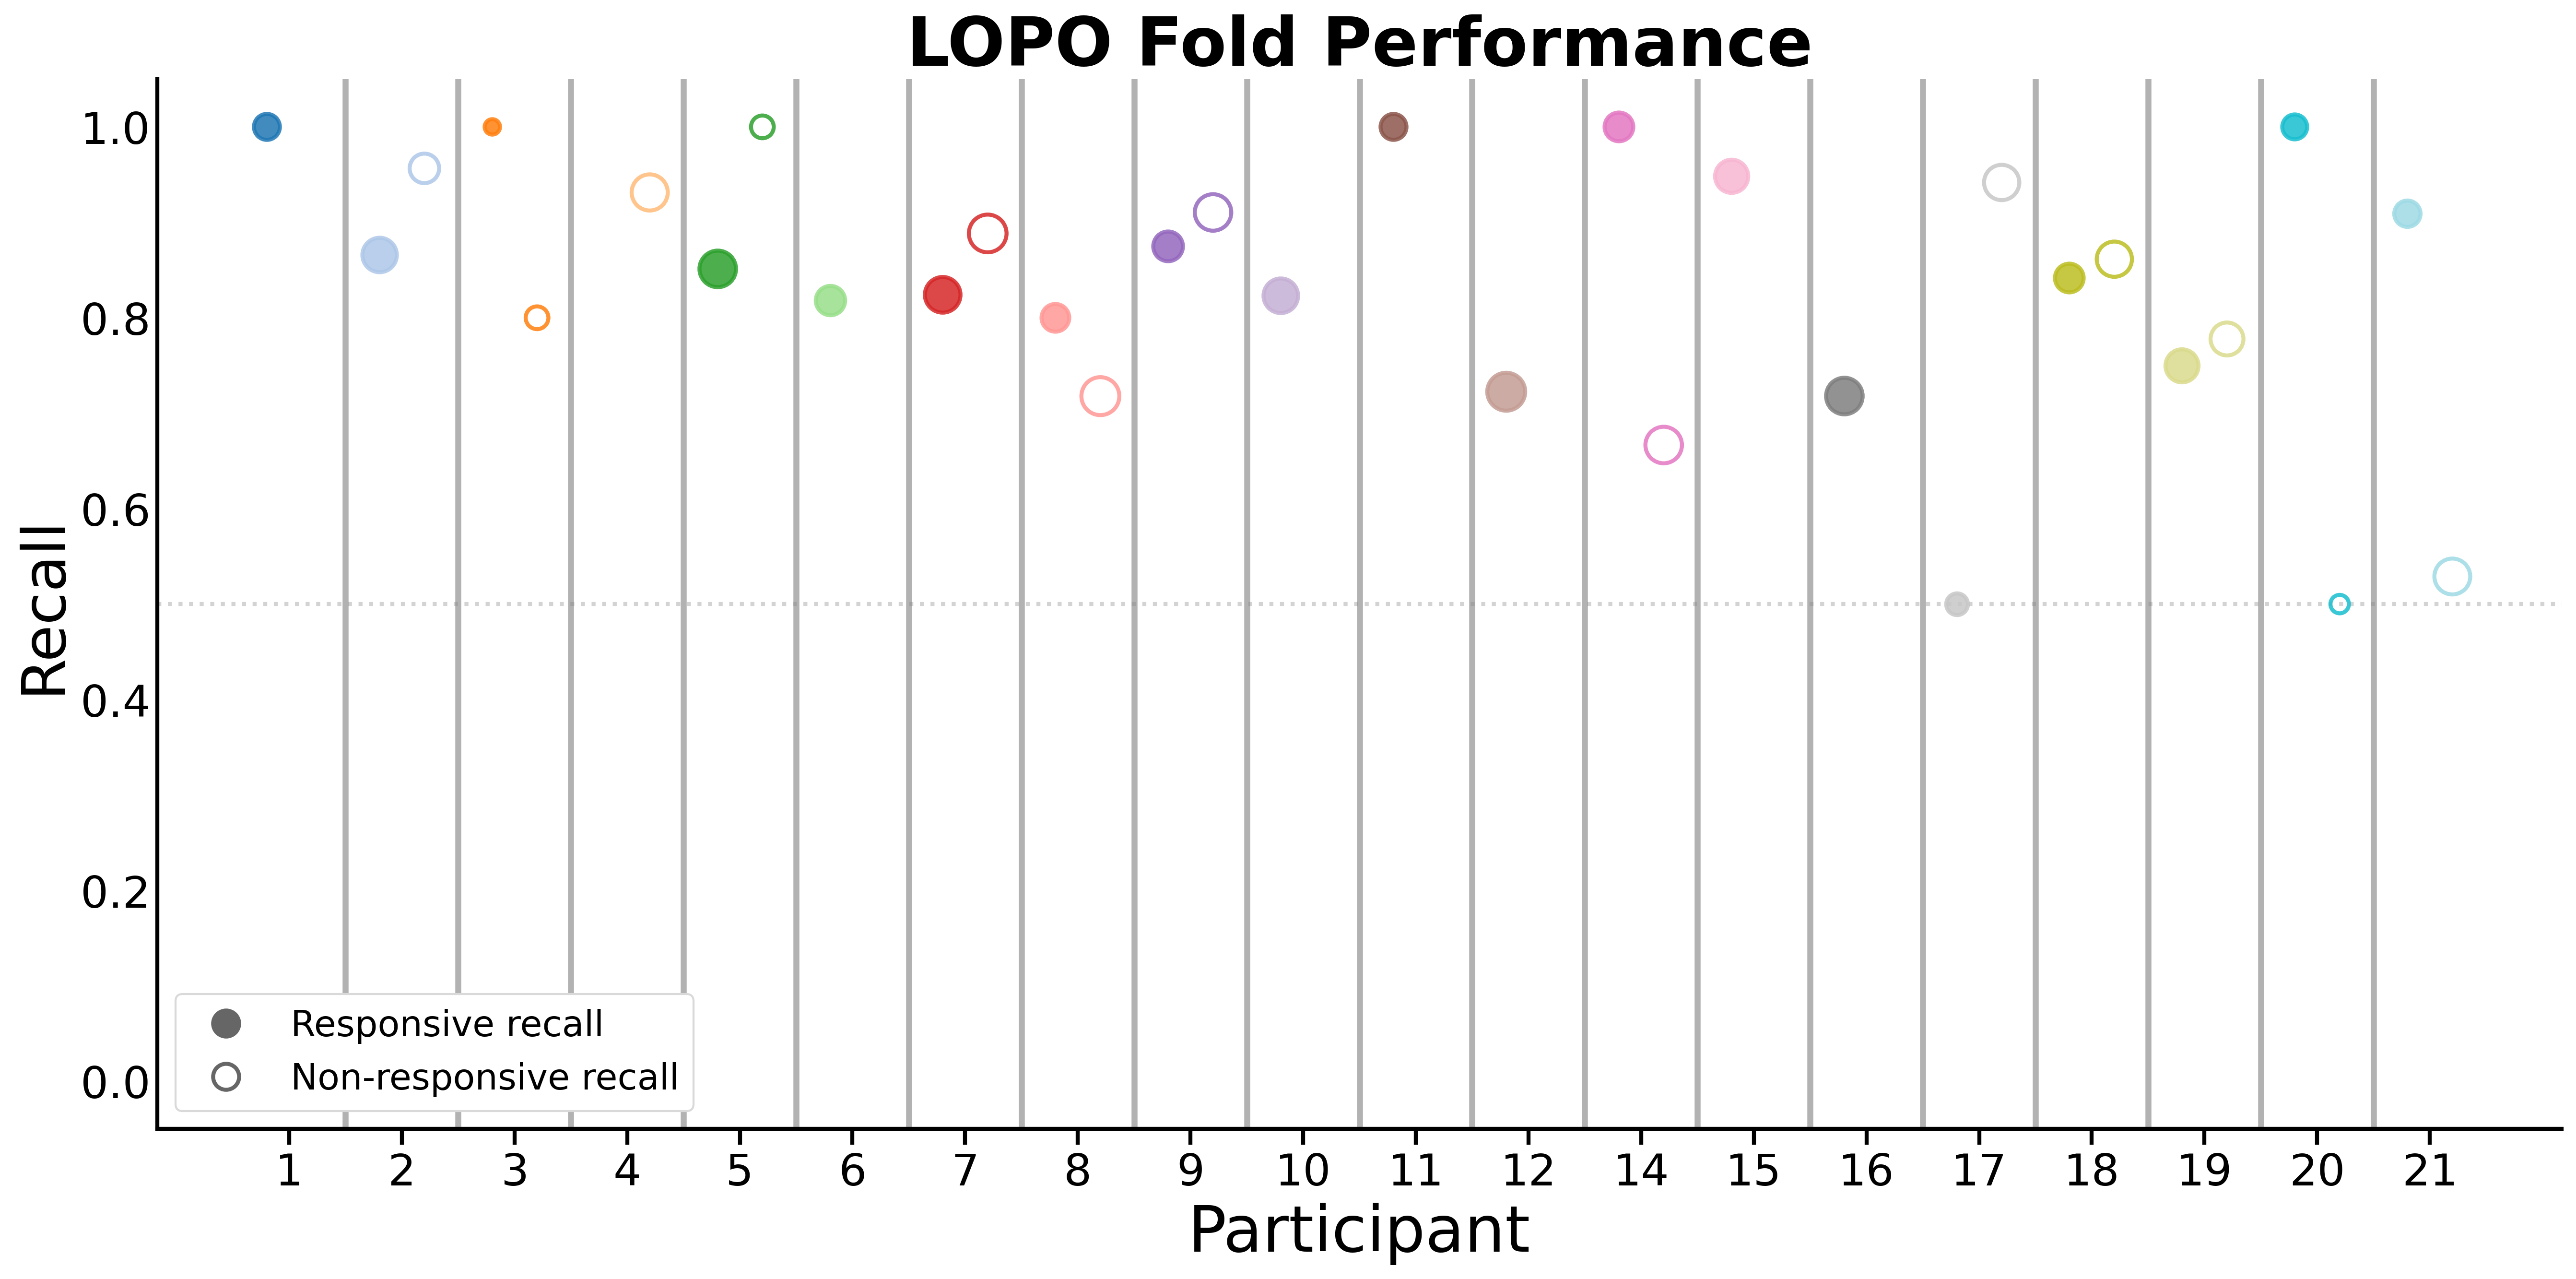 LOPO Fold Performance
Recall
1.0
0.8
0.6
0.4
0.2
0.0
Responsive recall
Non-responsive recall
1 2 3 4 5 6 7 8 9 10 11 12 14 15 16 17 18 19 20 21
Participant